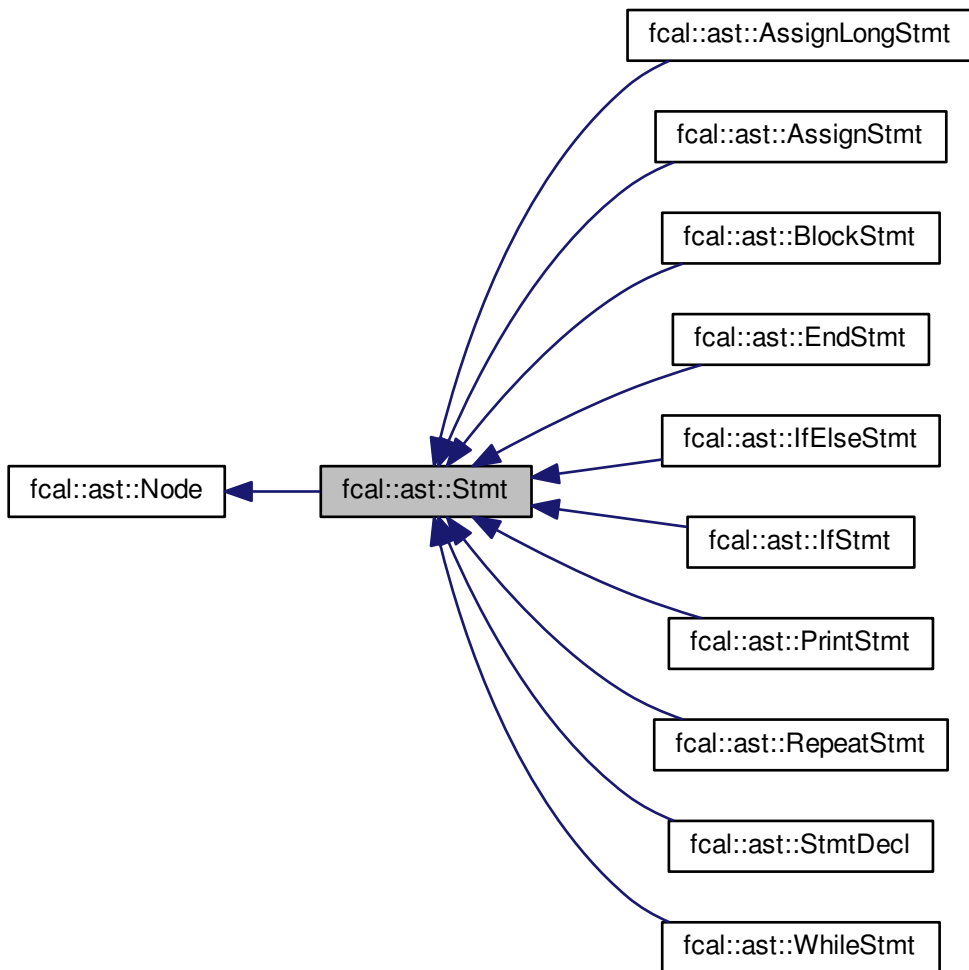 fcal::ast::Node
fcal::ast::Stmt
fcal::ast::AssignLongStmt
fcal::ast::AssignStmt
fcal::ast::BlockStmt
fcal::ast::EndStmt
fcal::ast::IfElseStmt
fcal::ast::IfStmt
fcal::ast::PrintStmt
fcal::ast::RepeatStmt
fcal::ast::StmtDecl
fcal::ast::WhileStmt